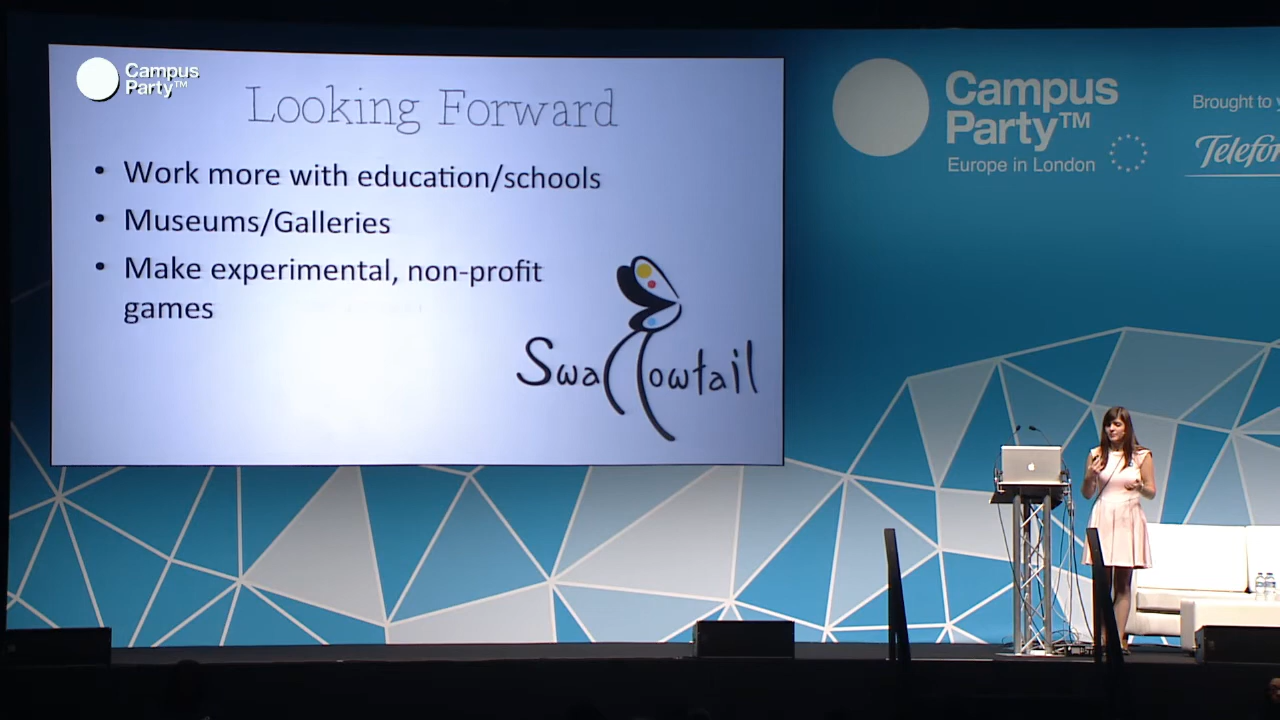 Campus
Party™
Looking Forward
• Work more with education/schools
• Museums/Galleries
• Make experimental, non-profit
games
Swallowtail
Campus
Party™
Europe in London
Brought to